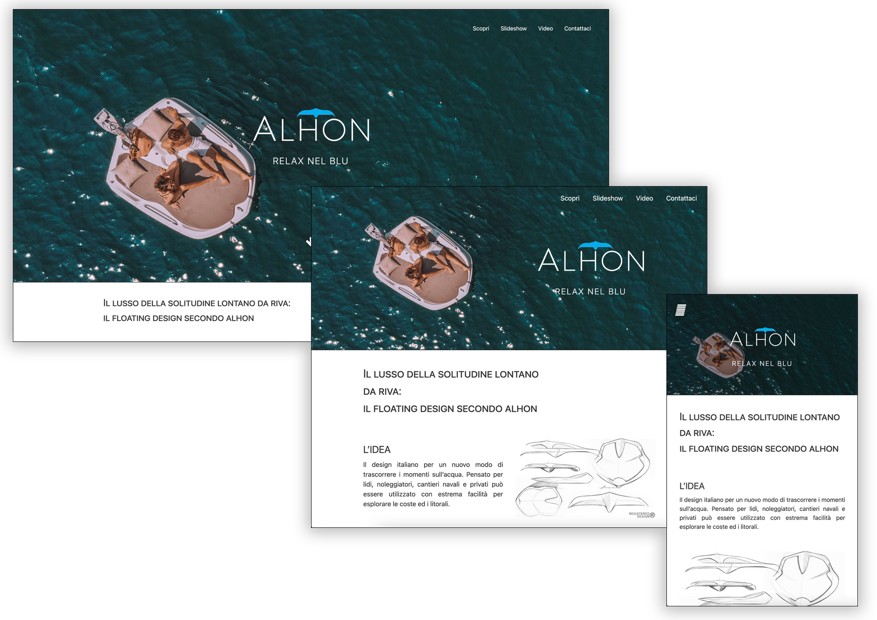 Scopri Slideshow Video Contattaci
ALHON
RELAX NEL BLU
IL LUSSO DELLA SOLITUDINE LONTANO DA RIVA:
IL FLOATING DESIGN SECONDO ALHON
Scopri Slideshow Video Contattaci
ALHON
RELAX NEL BLU
IL LUSSO DELLA SOLITUDINE LONTANO
DA RIVA:
IL FLOATING DESIGN SECONDO ALHON
L'IDEA
Il design italiano per un nuovo modo di
trascorrere i momenti sull'acqua. Pensato per
lidi, noleggiatori, cantieri navali e privati può
essere utilizzato con estrema facilità per
esplorare le coste ed i litorali.
REGISTERED
DESIGN
ALHON
RELAX NEL BLU
IL LUSSO DELLA SOLITUDINE LONTANO
DA RIVA:
IL FLOATING DESIGN SECONDO ALHON
L'IDEA
Il design italiano per un nuovo modo di trascorrere i momenti
sull'acqua. Pensato per lidi, noleggiatori, cantieri navali e
privati può essere utilizzato con estrema facilità per
esplorare le coste ed i litorali.